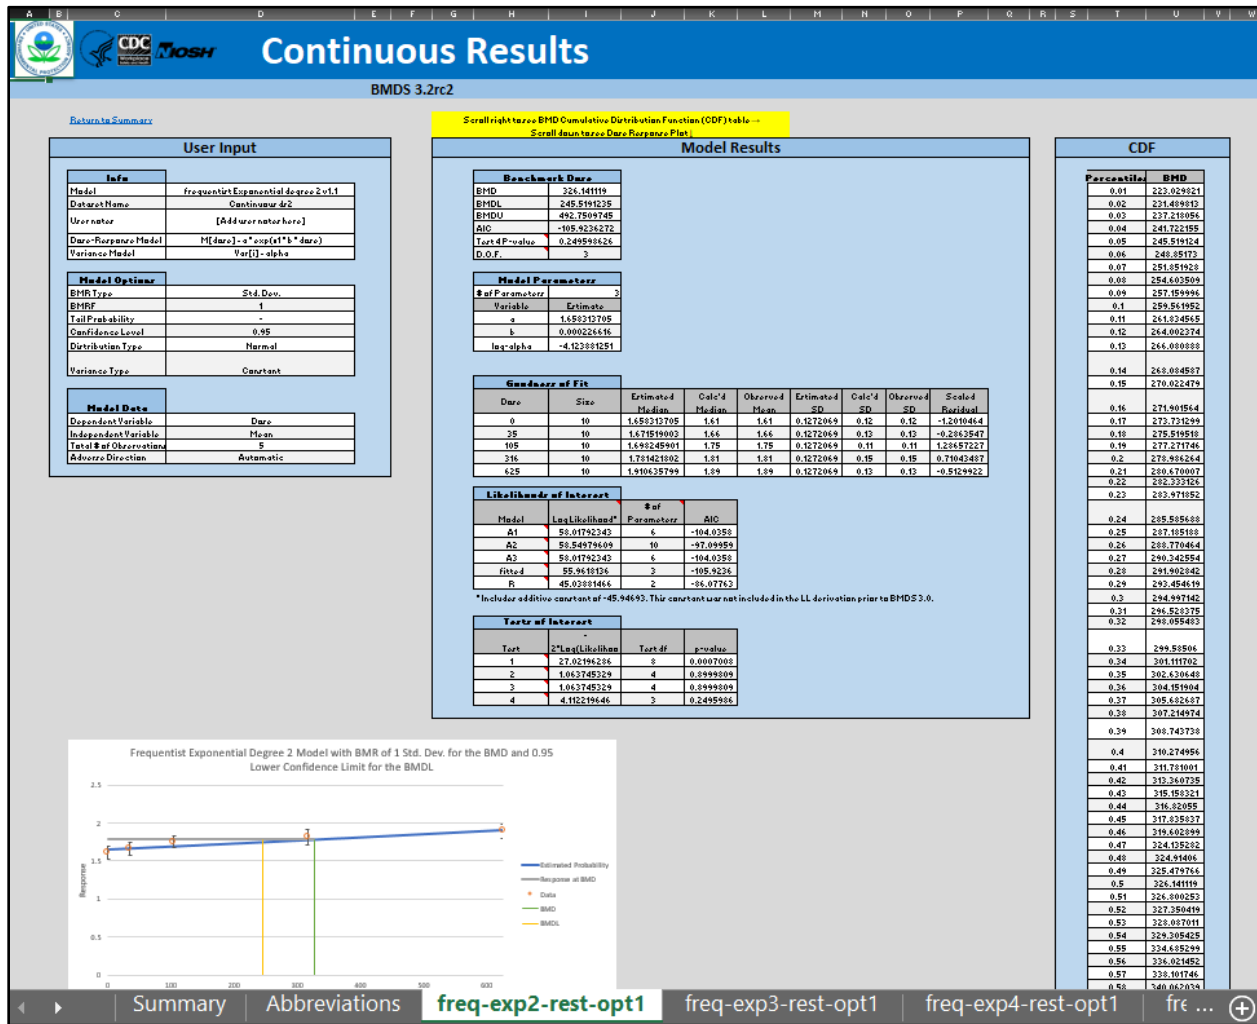 A B C D E F G H I J K L M N O P Q R S T U V W
CDC Workplace NIOSH Continuous Results
BMDS 3.2rc2
Return to Summary
Scroll right to see BMD Cumulative Distribution Function (CDF) table →
Scroll down to see Dose Response Plot ↓
User Input
Info
Model frequentist Exponential degree 2 v1.1
Dataset Name Continuous ds2
User notes [Add user notes here]
Dose-Response Model M[dose] = a * exp(±1 * b * dose)
Variance Model Var[i] = alpha
Model Options
BMR Type Std. Dev.
BMRF 1
Tail Probability -
Confidence Level 0.95
Distribution Type Normal
Variance Type Constant
Model Data
Dependent Variable Dose
Independent Variable Mean
Total # of Observations 5
Adverse Direction Automatic
Model Results
Benchmark Dose
BMD 326.141119
BMDL 245.5191235
BMDU 492.7509745
AIC -105.9236272
Test 4 P-value 0.249598626
D.O.F. 3
Model Parameters
# of Parameters 3
Variable Estimate
a 1.658313705
b 0.000226616
log-alpha -4.123881251
Goodness of Fit
Dose Size Estimated Median Calc'd Median Observed Mean Estimated SD Calc'd SD Observed SD Scaled Residual
0 10 1.658313705 1.61 1.61 0.1272069 0.12 0.12 -1.2010464
35 10 1.671519003 1.66 1.66 0.1272069 0.13 0.13 -0.2863547
105 10 1.698245901 1.75 1.75 0.1272069 0.11 0.11 1.28657227
316 10 1.781421802 1.81 1.81 0.1272069 0.15 0.15 0.71043487
625 10 1.910635799 1.89 1.89 0.1272069 0.13 0.13 -0.5129922
Likelihoods of Interest
Model Log Likelihood* # of Parameters AIC
A1 58.01792343 6 -104.0358
A2 58.54979609 10 -97.09959
A3 58.01792343 6 -104.0358
fitted 55.9618136 3 -105.9236
R 45.03881466 2 -86.07763
* Includes additive constant of -45.94693. This constant was not included in the LL derivation prior to BMDS 3.0.
Tests of Interest
Test -2*Log(Likelihoo Test df p-value
1 27.02196286 8 0.0007008
2 1.063745329 4 0.8999809
3 1.063745329 4 0.8999809
4 4.112219646 3 0.2495986
CDF
Percentiles BMD
0.01 223.029821
0.02 231.489813
0.03 237.218056
0.04 241.722155
0.05 245.519124
0.06 248.85173
0.07 251.851928
0.08 254.603509
0.09 257.159996
0.1 259.561952
0.11 261.834565
0.12 264.002374
0.13 266.080888
0.14 268.084587
0.15 270.022479
0.16 271.901564
0.17 273.731299
0.18 275.519518
0.19 277.271746
0.2 278.986264
0.21 280.670007
0.22 282.333126
0.23 283.971852
0.24 285.585688
0.25 287.185188
0.26 288.770464
0.27 290.342554
0.28 291.902842
0.29 293.454619
0.3 294.997142
0.31 296.528375
0.32 298.055483
0.33 299.58506
0.34 301.111702
0.35 302.630648
0.36 304.151904
0.37 305.682687
0.38 307.214974
0.39 308.743738
0.4 310.274956
0.41 311.781001
0.42 313.360735
0.43 315.158321
0.44 316.82055
0.45 317.835837
0.46 319.602899
0.47 324.135282
0.48 324.91406
0.49 325.479766
0.5 326.141119
0.51 326.800253
0.52 327.350419
0.53 328.087011
0.54 329.305425
0.55 334.685299
0.56 336.021452
0.57 338.101746
0.58 340.062039
Frequentist Exponential Degree 2 Model with BMR of 1 Std. Dev. for the BMD and 0.95
Lower Confidence Limit for the BMDL
2.5
2
1.5
1
0.5
0
Response
0 100 200 300 400 500 600
Estimated Probability
Response at BMD
Data
BMD
BMDL
Summary Abbreviations freq-exp2-rest-opt1 freq-exp3-rest-opt1 freq-exp4-rest-opt1 fre ...